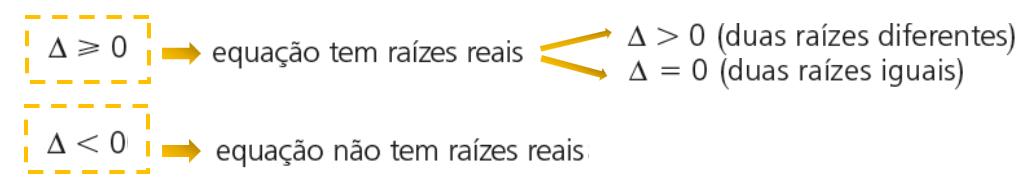 Δ ⩾ 0 equação tem raízes reais
Δ > 0 (duas raízes diferentes)
Δ = 0 (duas raízes iguais)
Δ < 0 equação não tem raízes reais